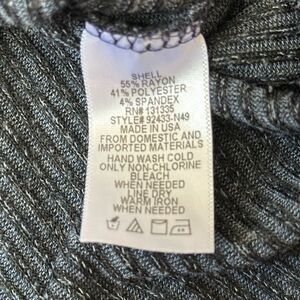 SHELL
55% RAYON
41% POLYESTER
4% SPANDEX
RN# 131335
STYLE# 92433-N49
MADE IN USA
FROM DOMESTIC AND
IMPORTED MATERIALS
HAND WASH COLD
ONLY NON-CHLORINE
BLEACH
WHEN NEEDED
LINE DRY
WARM IRON
WHEN NEEDED